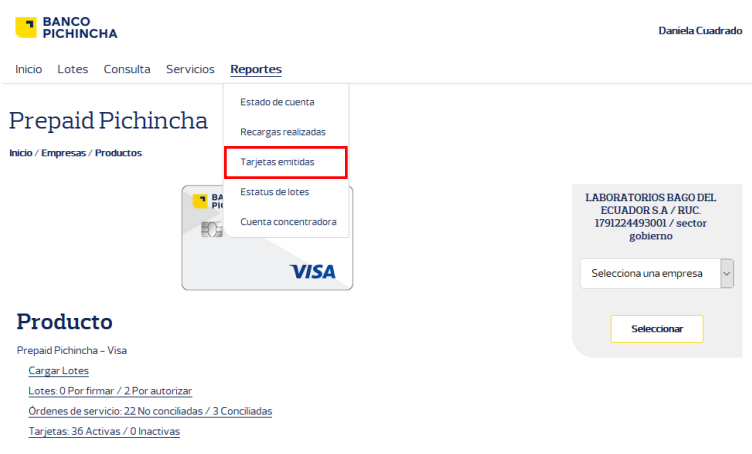 BANCO
PICHINCHA
Daniela Cuadrado
Inicio Lotes Consulta Servicios Reportes
Estado de cuenta
Recargas realizadas
Tarjetas emitidas
Estatus de lotes
Cuenta concentradora
Prepaid Pichincha
Inicio / Empresas / Productos
BA
PI
VISA
LABORATORIOS BAGO DEL
ECUADOR S.A / RUC.
1791224493001 / sector
gobierno
Selecciona una empresa
Seleccionar
Producto
Prepaid Pichincha – Visa
Cargar Lotes
Lotes: 0 Por firmar / 2 Por autorizar
Órdenes de servicio: 22 No conciliadas / 3 Conciliadas
Tarjetas: 36 Activas / 0 Inactivas